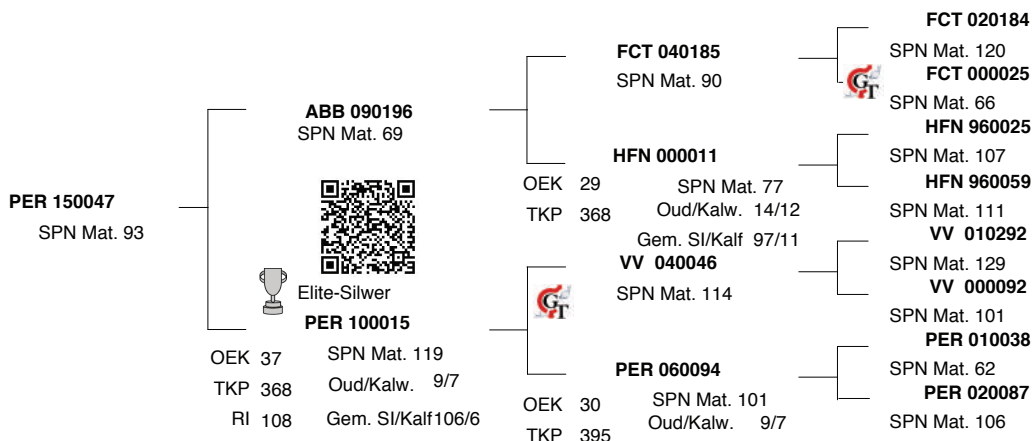 PER 150047
SPN Mat. 93
ABB 090196
SPN Mat. 69
Elite-Silwer
PER 100015
OEK 37 SPN Mat. 119
TKP 368 Oud/Kalw. 9/7
RI 108 Gem. SI/Kalf 106/6
FCT 040185
SPN Mat. 90
HFN 000011
OEK 29 SPN Mat. 77
TKP 368 Oud/Kalw. 14/12
Gem. SI/Kalf 97/11
VV 040046
GT
SPN Mat. 114
PER 060094
OEK 30 SPN Mat. 101
TKP 395 Oud/Kalw. 9/7
FCT 020184
SPN Mat. 120
GT
FCT 000025
SPN Mat. 66
HFN 960025
SPN Mat. 107
HFN 960059
SPN Mat. 111
VV 010292
SPN Mat. 129
VV 000092
SPN Mat. 101
PER 010038
SPN Mat. 62
PER 020087
SPN Mat. 106